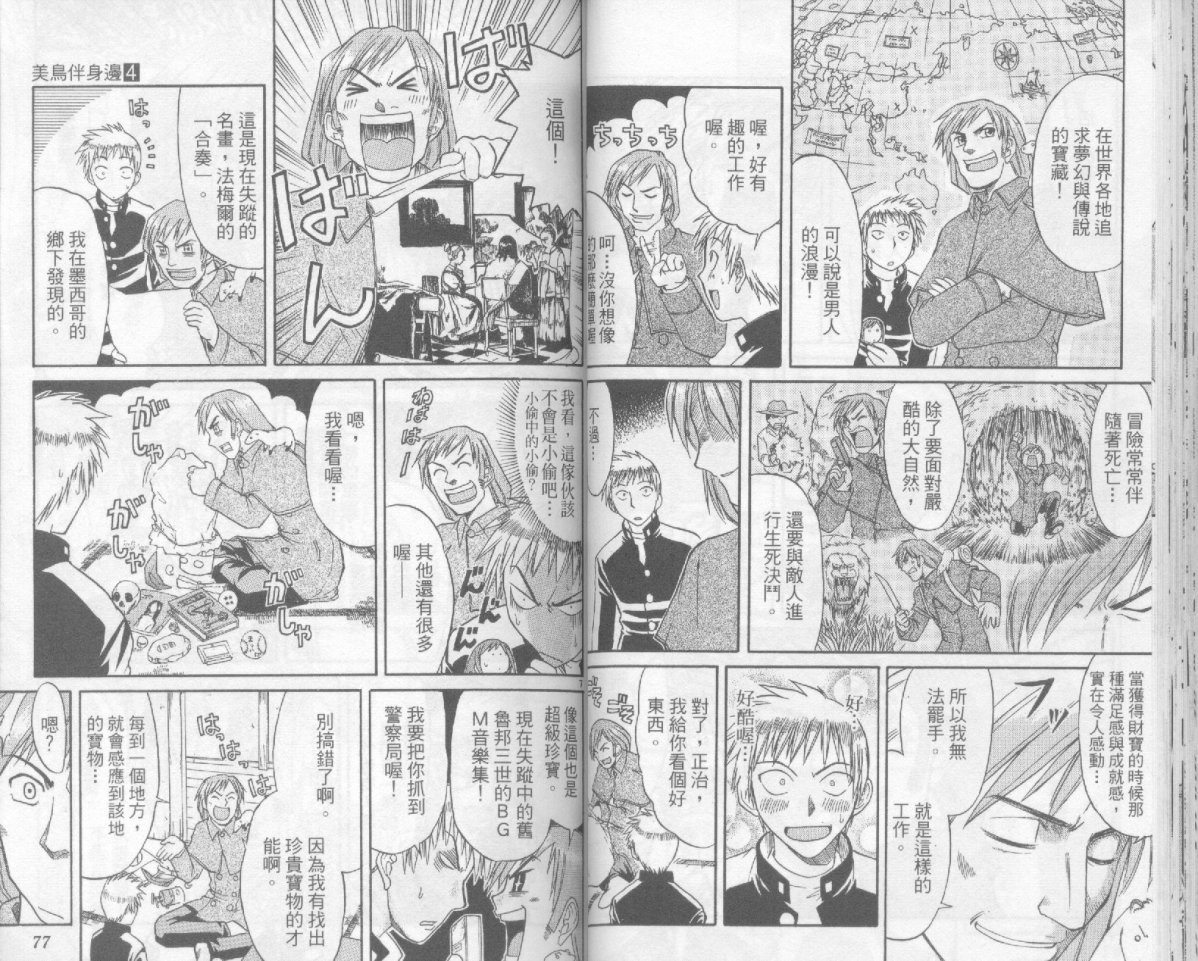 在世界各地追
求夢幻與傳說
的寶藏！
可以說是男人
的浪漫！
喔，好有
趣的工作
喔。
ちっちっち
呵…沒你想像
的那麼簡單喔
冒險常常伴
隨著死亡…
除了要面對嚴
酷的大自然，
還要與敵人進
行生死決鬥。
不過…
當獲得財寶的時候那
種滿足感與成就感，
實在令人感動…
所以我無
法罷手。
就是這樣的
工作。
好…
好酷喔…
對了，正治，
我給你看個好
東西。
ごそ
美鳥伴身邊4
這個！
ばばーん
這是現在失蹤的
名畫，法梅爾的
「合奏」。
我在墨西哥的
鄉下發現的。
はっ
我看，這傢伙該
不會是小偷吧…
小偷中的小偷？
わはは
はー
其他還有很多
喔——
どんどん
嗯，
我看看喔…
がしゃ
がしゃ
がしゃ
像這個也是
超級珍寶。
現在失蹤中的舊
魯邦三世的BG
M音樂集！
我要把你抓到
警察局喔！
別搞錯了啊。
因為我有找出
珍貴寶物的才
能啊。
はっはっはっ
每到一個地方，
就會感應到該地
的寶物…
嗯？
77